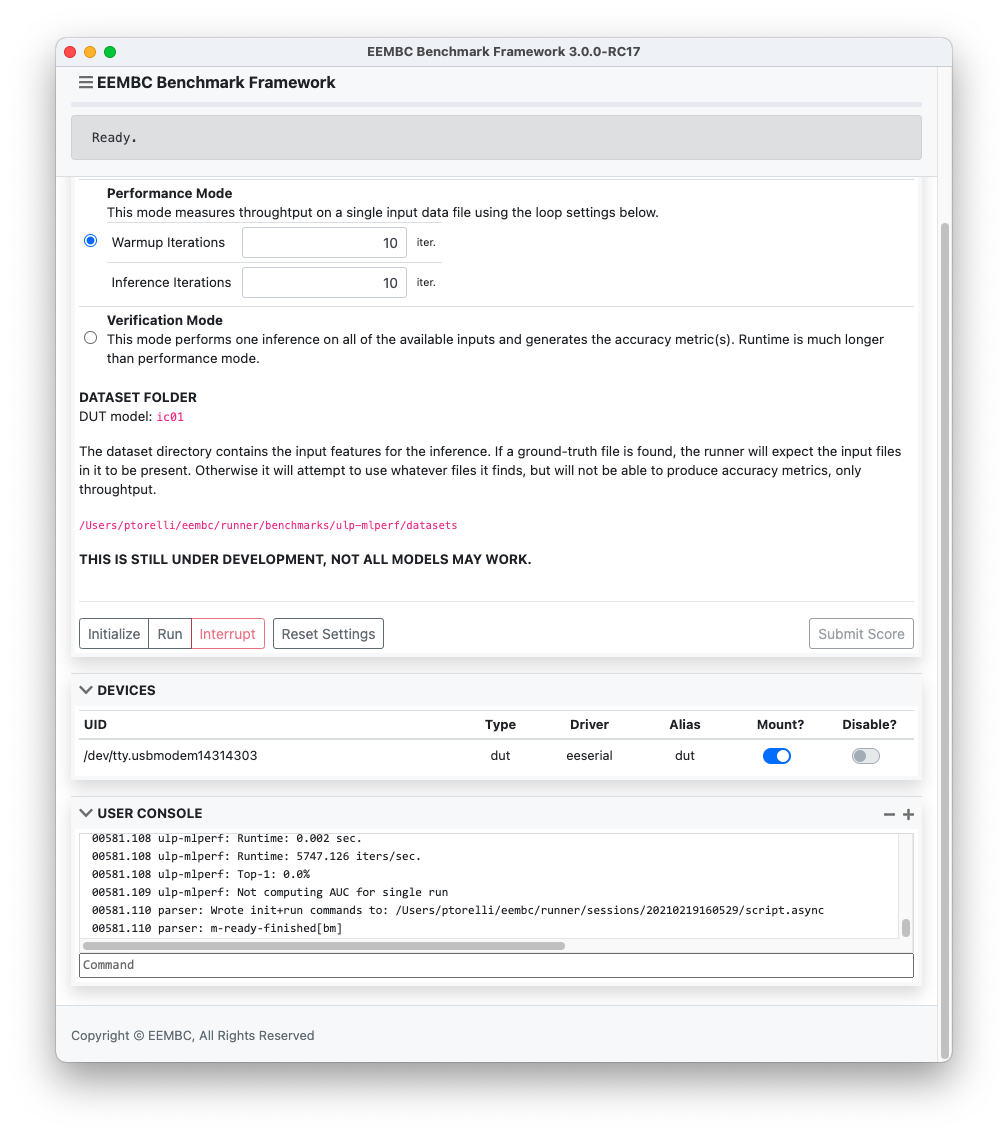 EEMBC Benchmark Framework 3.0.0-RC17
EEMBC Benchmark Framework
Ready.
Performance Mode
This mode measures throughtput on a single input data file using the loop settings below.
Warmup Iterations 10 iter.
Inference Iterations 10 iter.
Verification Mode
This mode performs one inference on all of the available inputs and generates the accuracy metric(s). Runtime is much longer
than performance mode.
DATASET FOLDER
DUT model: ic01
The dataset directory contains the input features for the inference. If a ground-truth file is found, the runner will expect the input files
in it to be present. Otherwise it will attempt to use whatever files it finds, but will not be able to produce accuracy metrics, only
throughtput.
/Users/ptorelli/eembc/runner/benchmarks/ulp-mlperf/datasets
THIS IS STILL UNDER DEVELOPMENT, NOT ALL MODELS MAY WORK.
Initialize Run Interrupt Reset Settings Submit Score
DEVICES
UID Type Driver Alias Mount? Disable?
/dev/tty.usbmodem14314303 dut eeserial dut
USER CONSOLE
00581.108 ulp-mlperf: Runtime: 0.002 sec.
00581.108 ulp-mlperf: Runtime: 5747.126 iters/sec.
00581.108 ulp-mlperf: Top-1: 0.0%
00581.109 ulp-mlperf: Not computing AUC for single run
00581.110 parser: Wrote init+run commands to: /Users/ptorelli/eembc/runner/sessions/20210219160529/script.async
00581.110 parser: m-ready-finished[bm]
Command
Copyright © EEMBC, All Rights Reserved